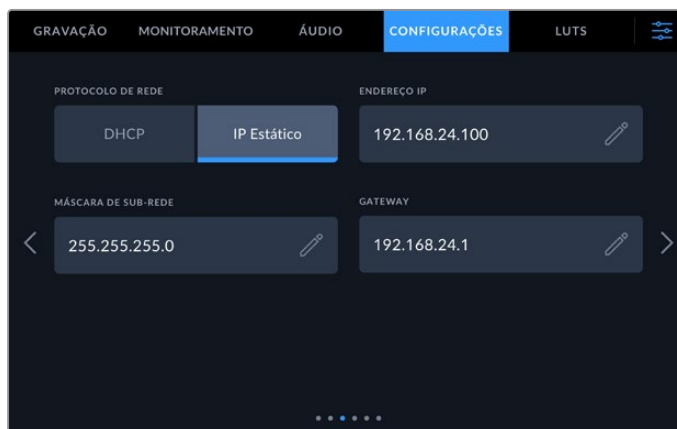 GRAVAÇÃO MONITORAMENTO ÁUDIO CONFIGURAÇÕES LUTS
PROTOCOLO DE REDE ENDEREÇO IP
DHCP IP Estático 192.168.24.100
MÁSCARA DE SUB-REDE GATEWAY
255.255.255.0 192.168.24.1